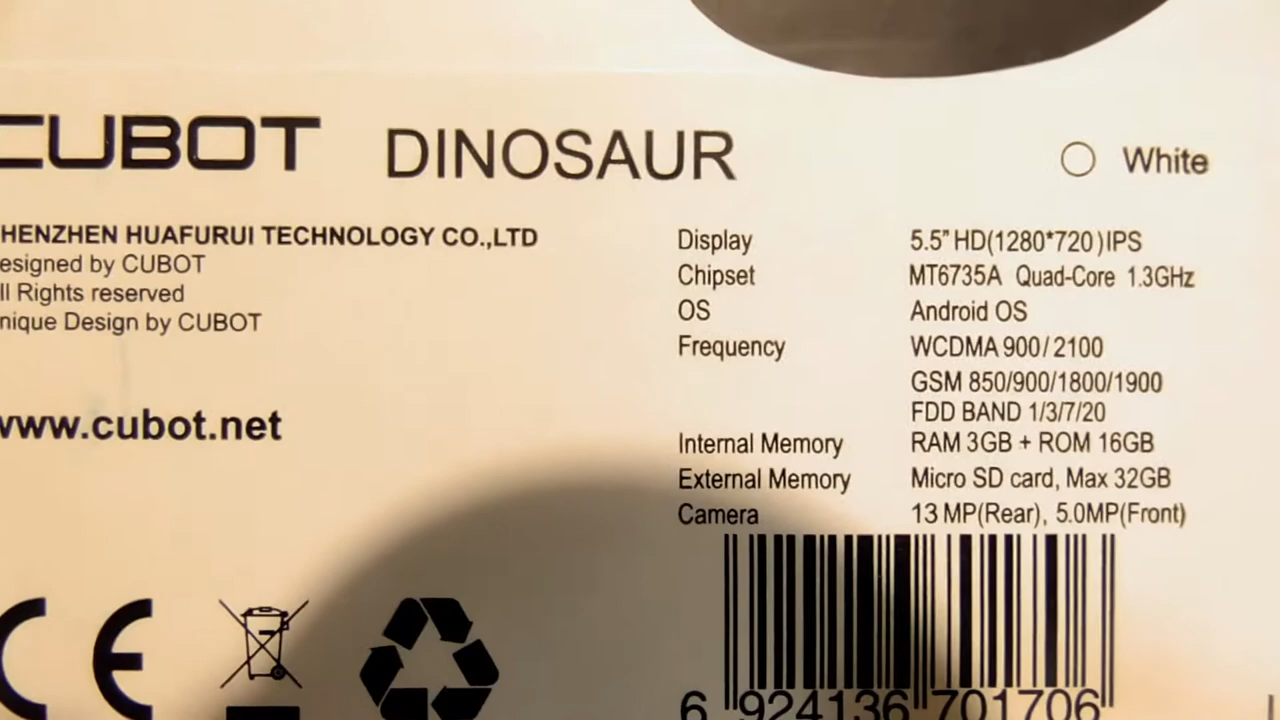 CUBOT DINOSAUR
White
SHENZHEN HUAFURUI TECHNOLOGY CO.,LTD
esigned by CUBOT
ll Rights reserved
nique Design by CUBOT
www.cubot.net
Display 5.5” HD(1280*720)IPS
Chipset MT6735A Quad-Core 1.3GHz
OS Android OS
Frequency WCDMA 900/2100
GSM 850/900/1800/1900
FDD BAND 1/3/7/20
Internal Memory RAM 3GB + ROM 16GB
External Memory Micro SD card, Max 32GB
Camera 13 MP(Rear), 5.0MP(Front)
CE
6 924136 701706